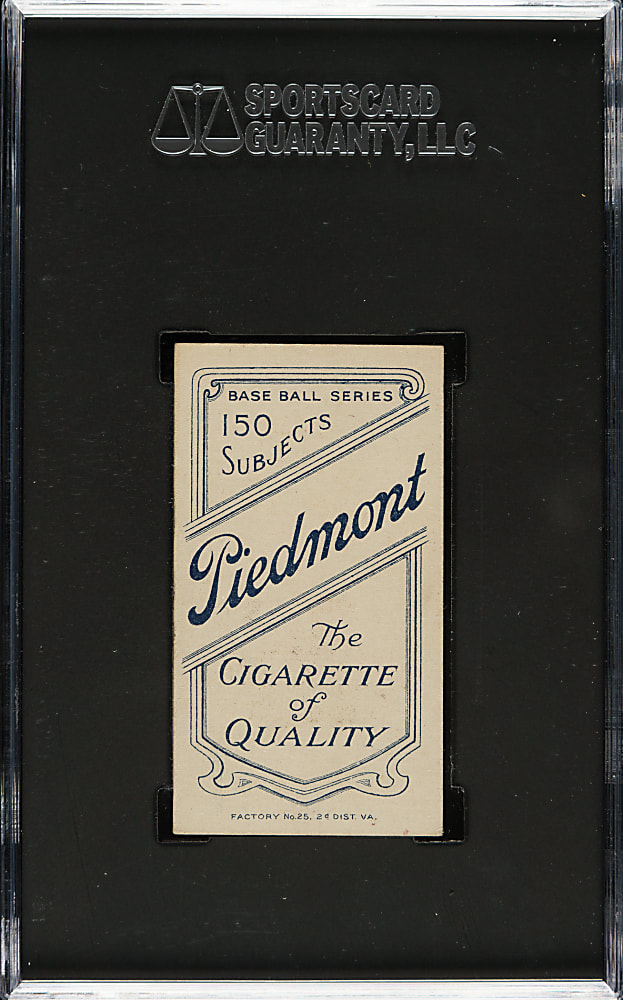 SPORTSCARD
GUARANTY, LLC
BASE BALL SERIES
150
SUBJECTS
Piedmont
The
CIGARETTE
of
QUALITY
FACTORY No. 25, 2d DIST. VA.